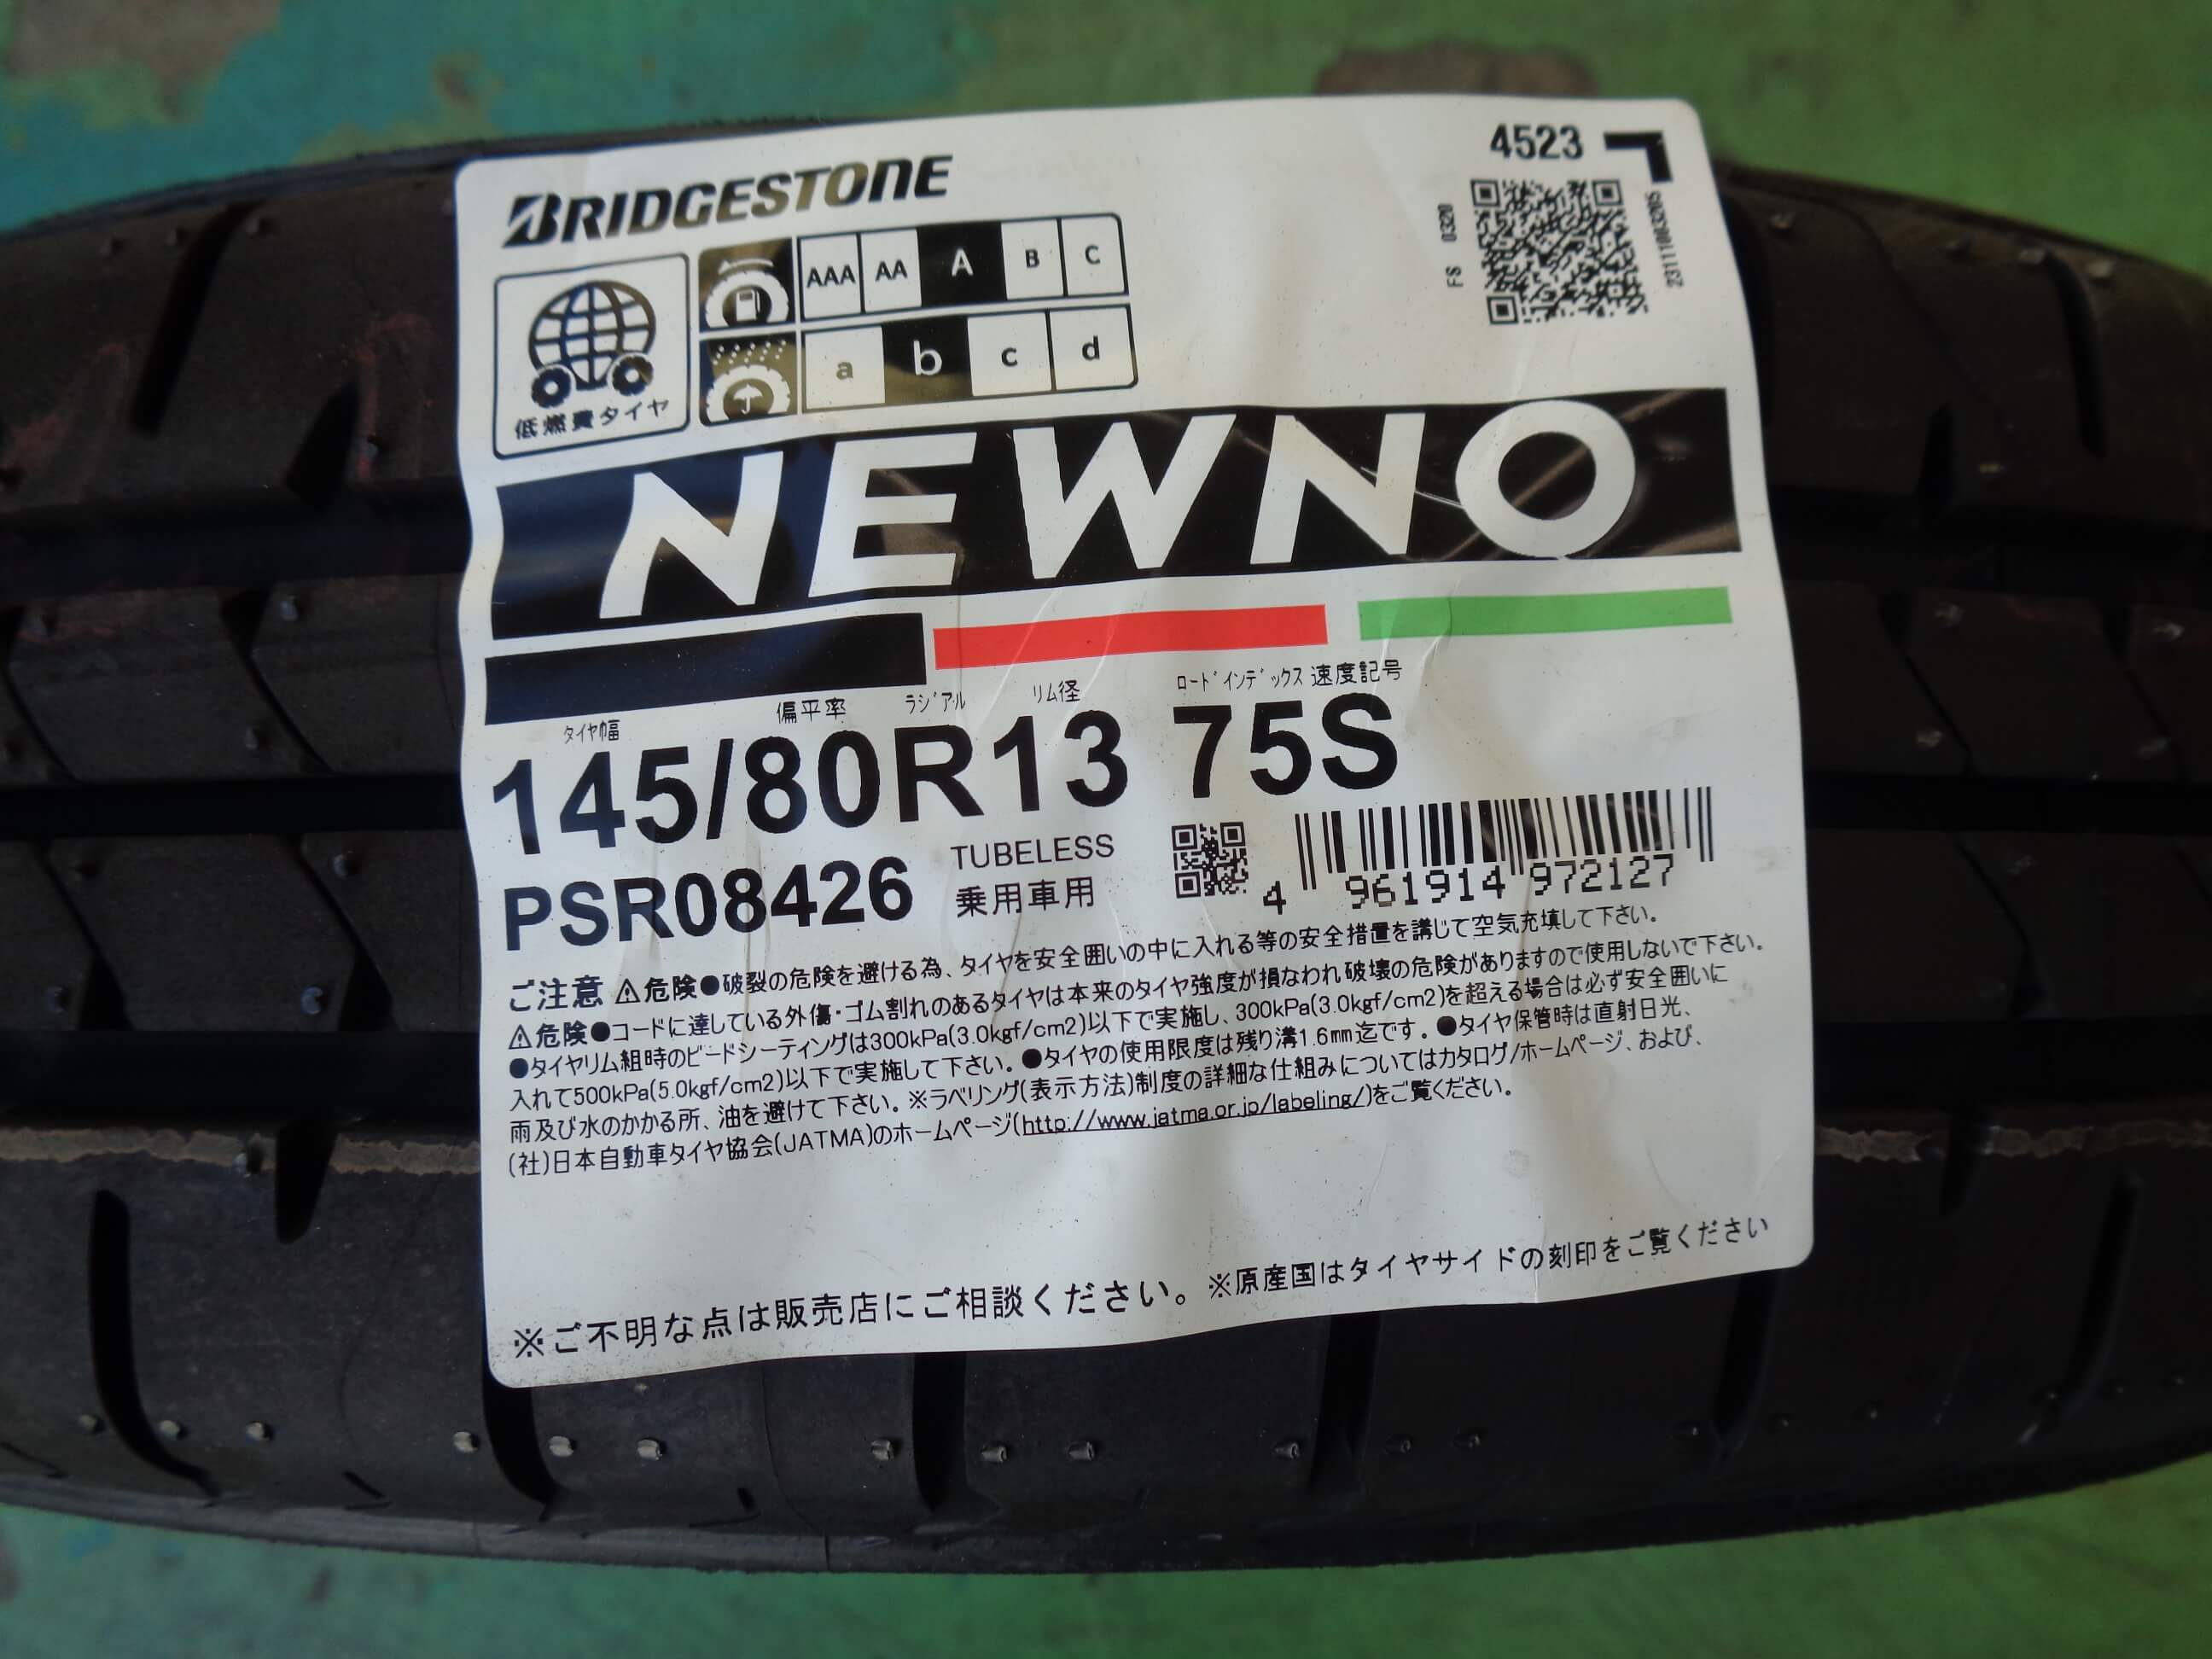 BRIDGESTONE
4523
FS 0320
低燃費タイヤ
AAA AA A B C
a b c d
NEWNO
タイヤ幅 偏平率 ラジアル リム径 ロードインデックス 速度記号
145/80R13 75S
PSR08426 TUBELESS
乗用車用
4 961914 972127
ご注意 ⚠危険●破裂の危険を避ける為、タイヤを安全囲いの中に入れる等の安全措置を講じて空気充填して下さい。
⚠危険●コードに達している外傷・ゴム割れのあるタイヤは本来のタイヤ強度が損なわれ破壊の危険がありますので使用しないで下さい。
●タイヤリム組時のビードシーティングは300kPa(3.0kgf/cm2)以下で実施し、300kPa(3.0kgf/cm2)を超える場合は必ず安全囲いに
入れて500kPa(5.0kgf/cm2)以下で実施して下さい。●タイヤの使用限度は残り溝1.6mm迄です。●タイヤ保管時は直射日光、
雨及び水のかかる所、油を避けて下さい。※ラベリング(表示方法)制度の詳細な仕組みについてはカタログ/ホームページ、および、
(社)日本自動車タイヤ協会(JATMA)のホームページ(http://www.jatma.or.jp/labeling/)をご覧ください。
※ご不明な点は販売店にご相談ください。※原産国はタイヤサイドの刻印をご覧ください